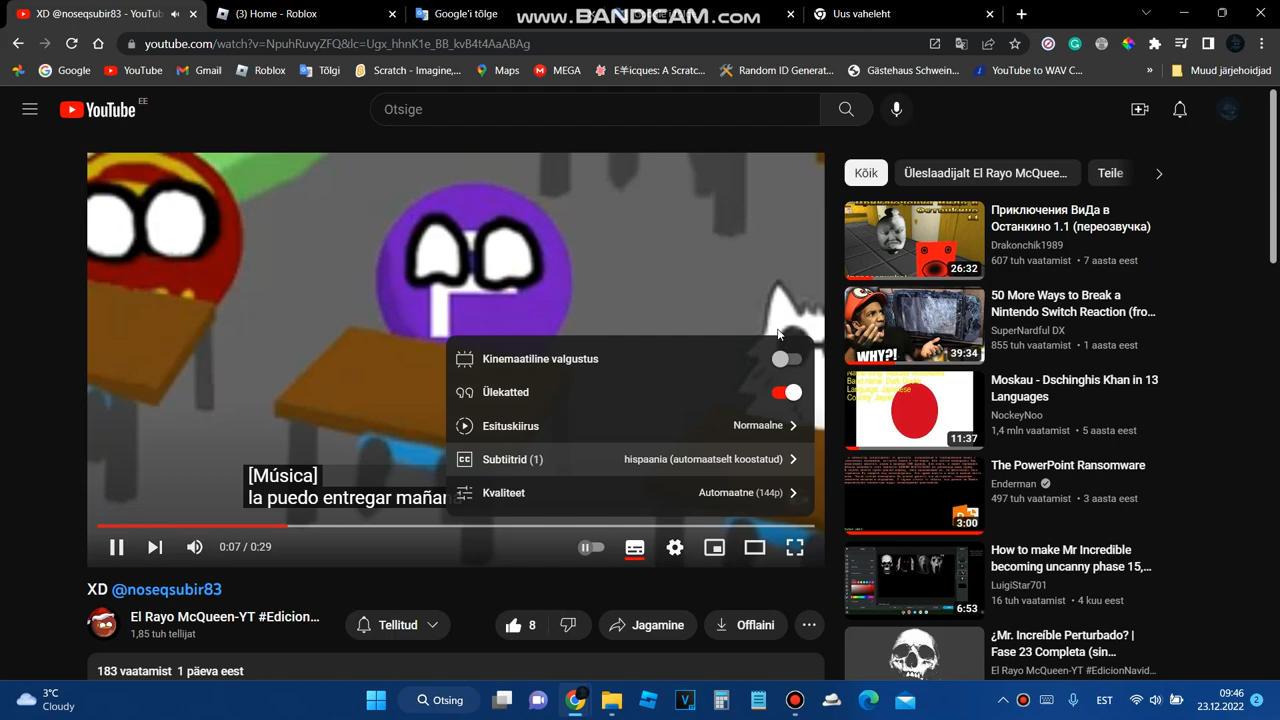 XD @noseqsubir83 - YouTub
(1) Home - Roblox
Google'i tõlge
www.BANDICAM.com
Uus vaheleht
youtube.com/watch?v=NpuhRuvyZFQ&lc=Ugx_hhnK1s_BB_kvB4t4AaABAg
Google
YouTube
Gmail
Roblox
Tõlgi
Scratch - Imagine,...
Maps
MEGA
E￥icques: A Scratc...
Random ID Generat...
Gästehaus Schwein...
YouTube to WAV C...
»
Muud järjehoidjad
YouTube EE
Otsige
Kõik
Üleslaadijalt El Rayo McQuee...
Teile
Приключения ВиДа в
Останкино 1.1 (переозвучка)
Drakonchik1989
607 tuh vaatamist • 7 aasta eest
26:32
50 More Ways to Break a
Nintendo Switch Reaction (fro...
SuperNardful DX
855 tuh vaatamist • 1 aasta eest
WHY?!
39:34
Kinemaatiline valgustus
Ülekatted
Esituskiirus
Normaalne
Subtiitrid (1)
hispaania (automaatselt koostatud)
Kvaliteet
Automaatne (144p)
[Música]
la puedo entregar mañan
0:07 / 0:29
Moskau - Dschinghis Khan in 13
Languages
NockeyNoo
1,4 mln vaatamist • 5 aasta eest
11:37
The PowerPoint Ransomware
Enderman
497 tuh vaatamist • 3 aasta eest
3:00
How to make Mr Incredible
becoming uncanny phase 15,...
LuigiStar701
16 tuh vaatamist • 4 kuu eest
6:53
¿Mr. Increíble Perturbado? |
Fase 23 Completa (sin...
El Rayo McQueen-YT #EdicionNavid...
XD @noseqsubir83
El Rayo McQueen-YT #Edicion...
1,85 tuh tellijat
Tellitud
8
Jagamine
Offlaini
183 vaatamist 1 päeva eest
3°C
Cloudy
Otsing
EST
09:46
23.12.2022
2